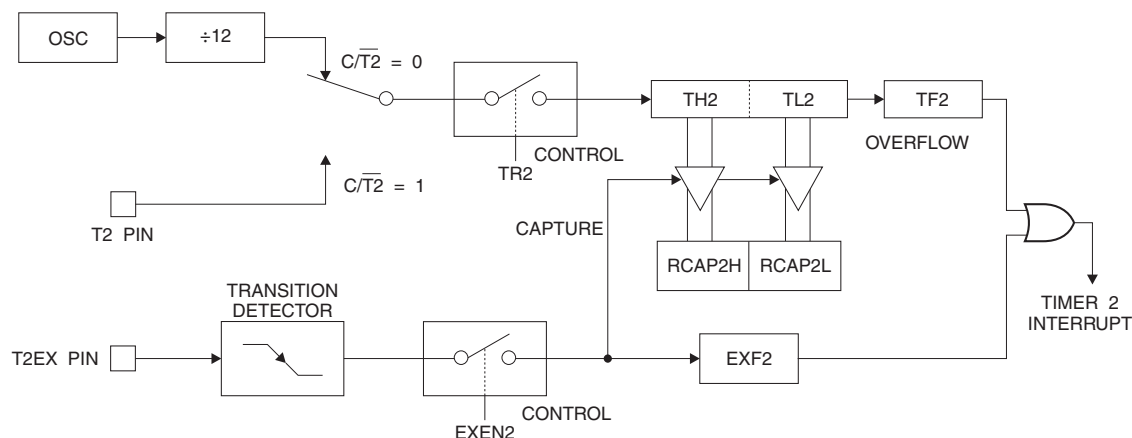 OSC
÷12
C/T2̅ = 0
TH2
TL2
TF2
CONTROL
OVERFLOW
TR2
C/T2̅ = 1
T2 PIN
CAPTURE
RCAP2H
RCAP2L
TRANSITION
DETECTOR
TIMER 2
INTERRUPT
T2EX PIN
EXF2
CONTROL
EXEN2